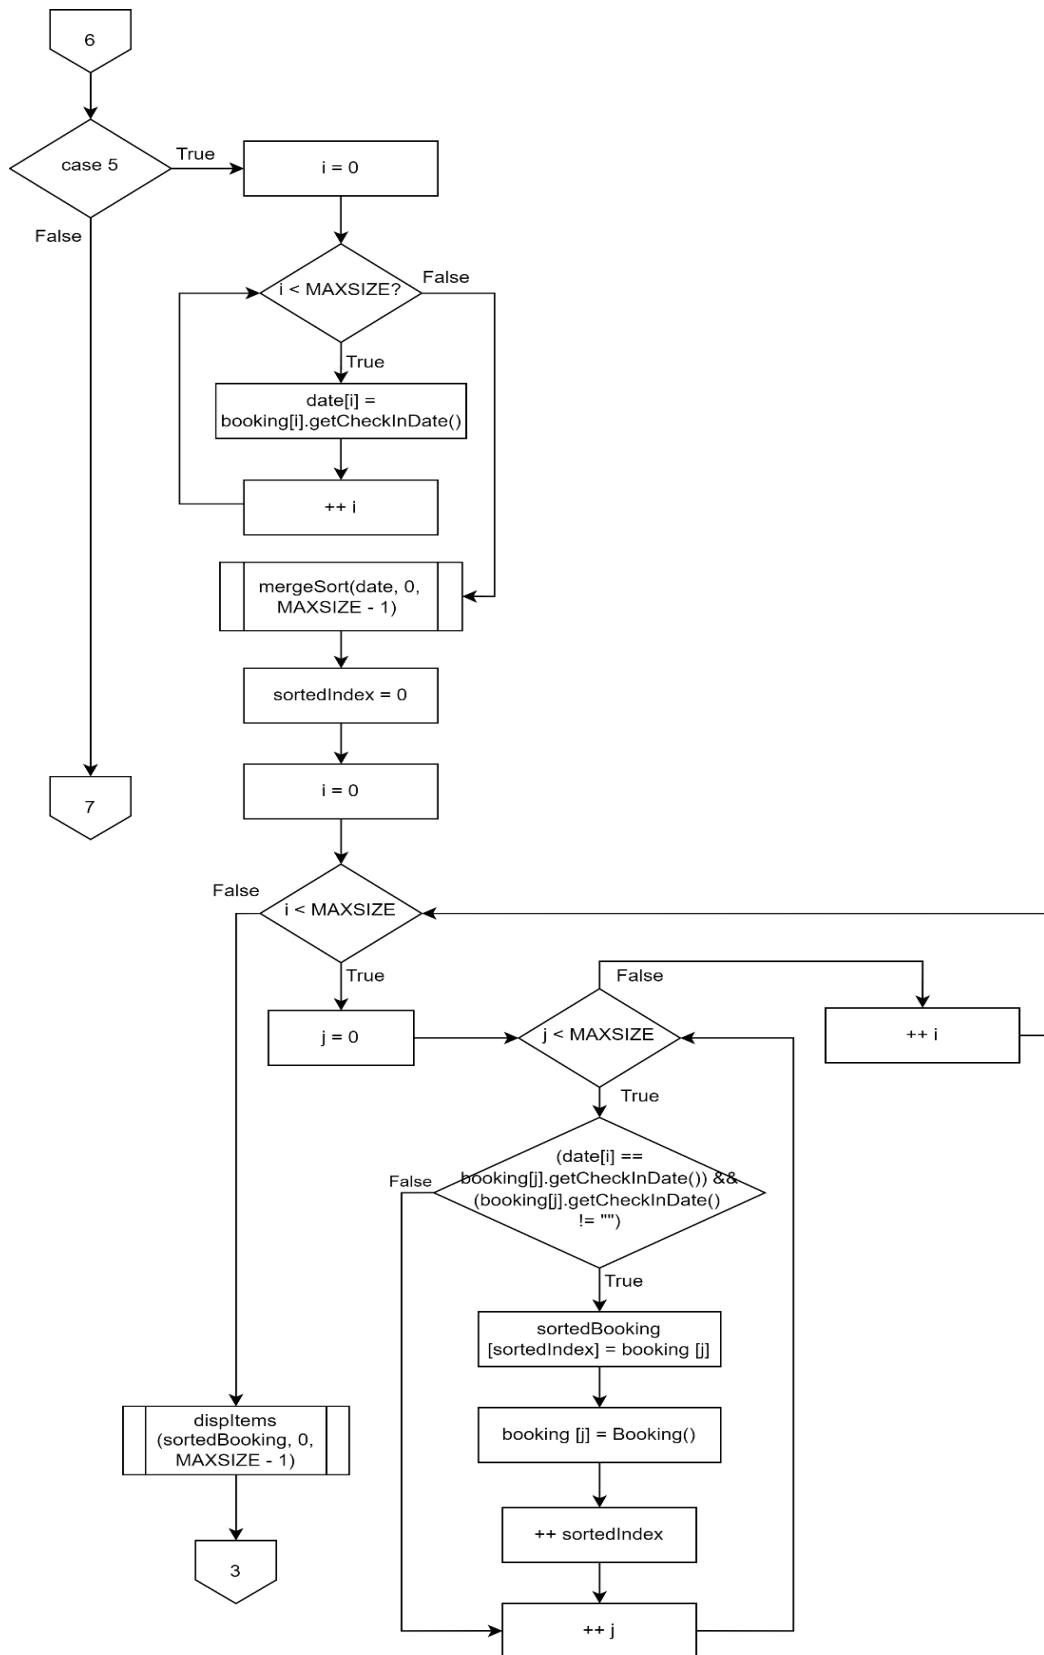 6
case 5
True
i = 0
False
i < MAXSIZE?
False
True
date[i] =
booking[i].getCheckInDate()
++ i
mergeSort(date, 0,
MAXSIZE - 1)
sortedIndex = 0
i = 0
7
False
i < MAXSIZE
True
False
j = 0
j < MAXSIZE
++ i
True
(date[i] ==
booking[j].getCheckInDate()) &&
(booking[j].getCheckInDate()
!= "")
False
True
sortedBooking
[sortedIndex] = booking [j]
dispItems
(sortedBooking, 0,
MAXSIZE - 1)
booking [j] = Booking()
++ sortedIndex
3
++ j